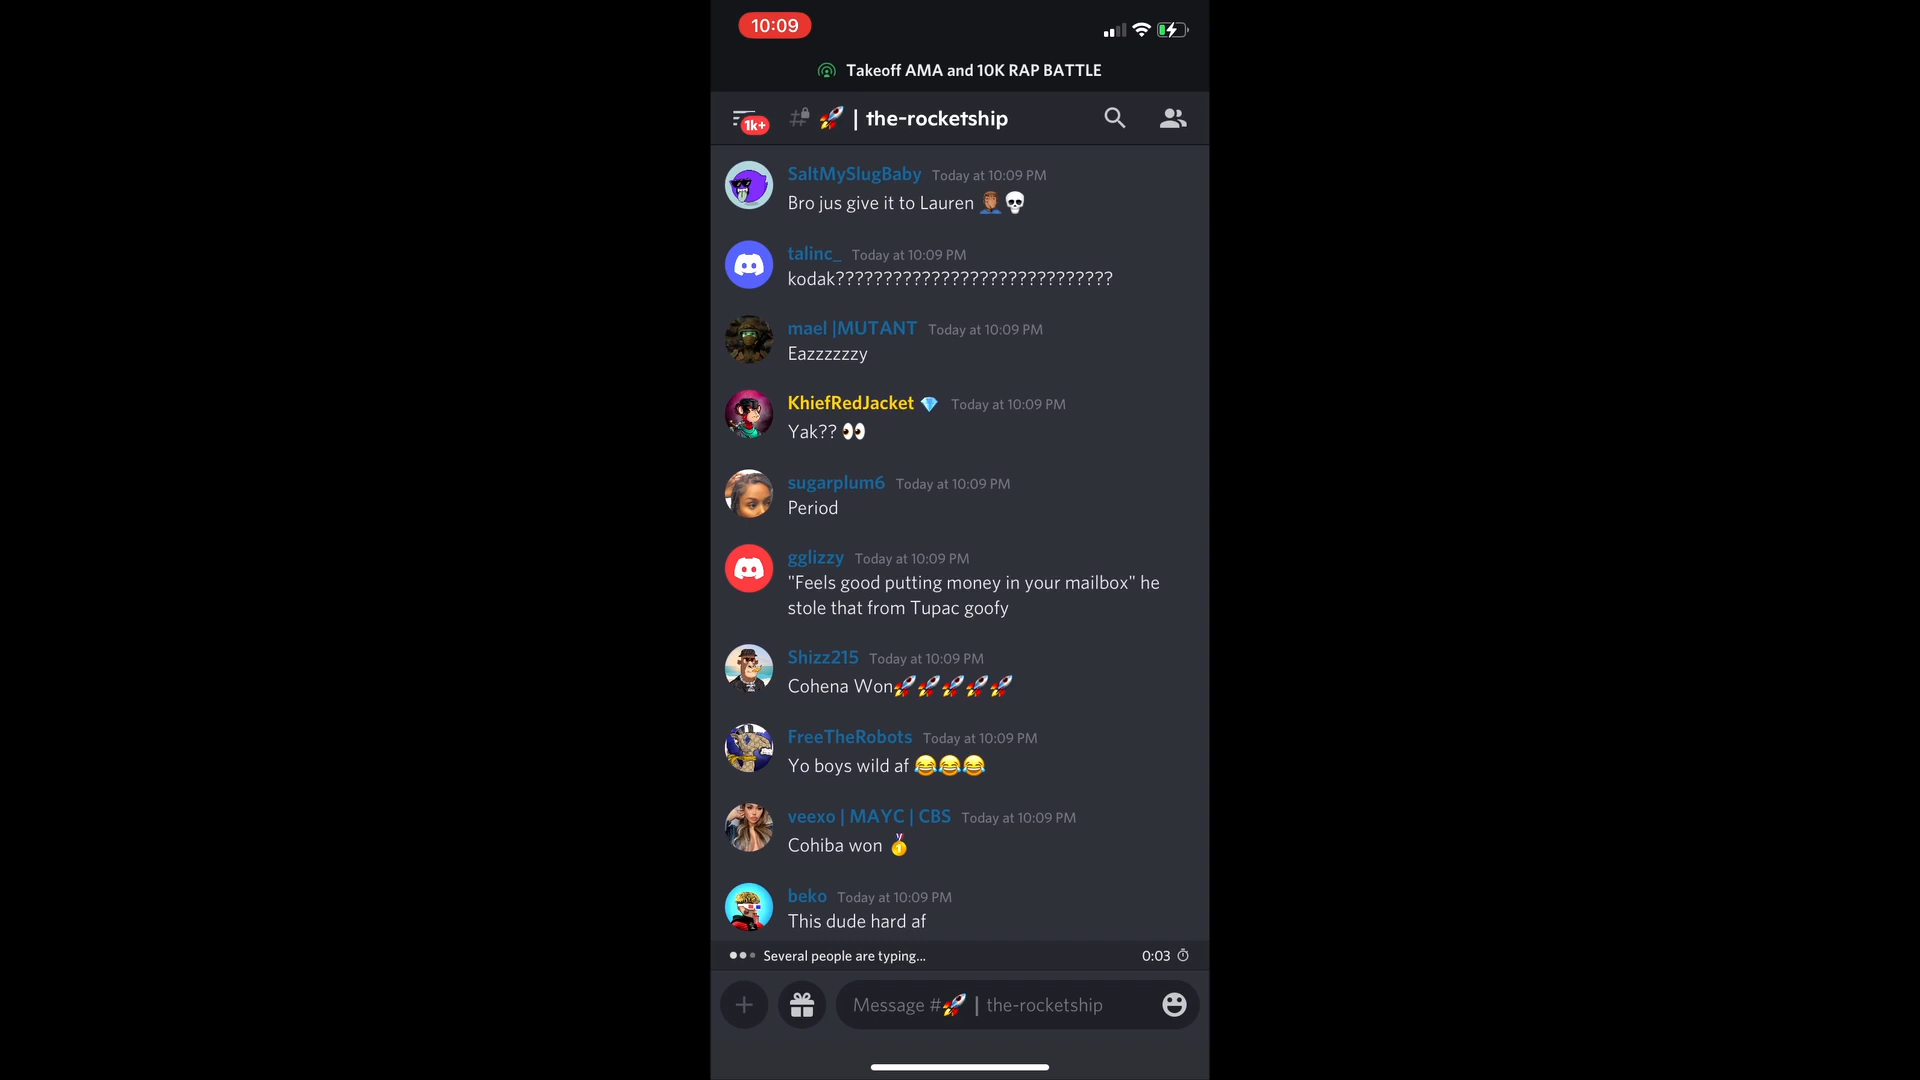 10:09
Takeoff AMA and 10K RAP BATTLE
1k+
# 🚀 | the-rocketship
SaltMySlugBaby Today at 10:09 PM
Bro jus give it to Lauren 🤦🏾‍♂️💀
talinc_ Today at 10:09 PM
kodak?????????????????????????????
mael |MUTANT Today at 10:09 PM
Eazzzzzzy
KhiefRedJacket 💎 Today at 10:09 PM
Yak?? 👀
sugarplum6 Today at 10:09 PM
Period
gglizzy Today at 10:09 PM
"Feels good putting money in your mailbox" he
stole that from Tupac goofy
Shizz215 Today at 10:09 PM
Cohena Won🚀🚀🚀🚀🚀
FreeTheRobots Today at 10:09 PM
Yo boys wild af 😂😂😂
veexo | MAYC | CBS Today at 10:09 PM
Cohiba won 🥇
beko Today at 10:09 PM
This dude hard af
Several people are typing... 0:03
Message #🚀 | the-rocketship